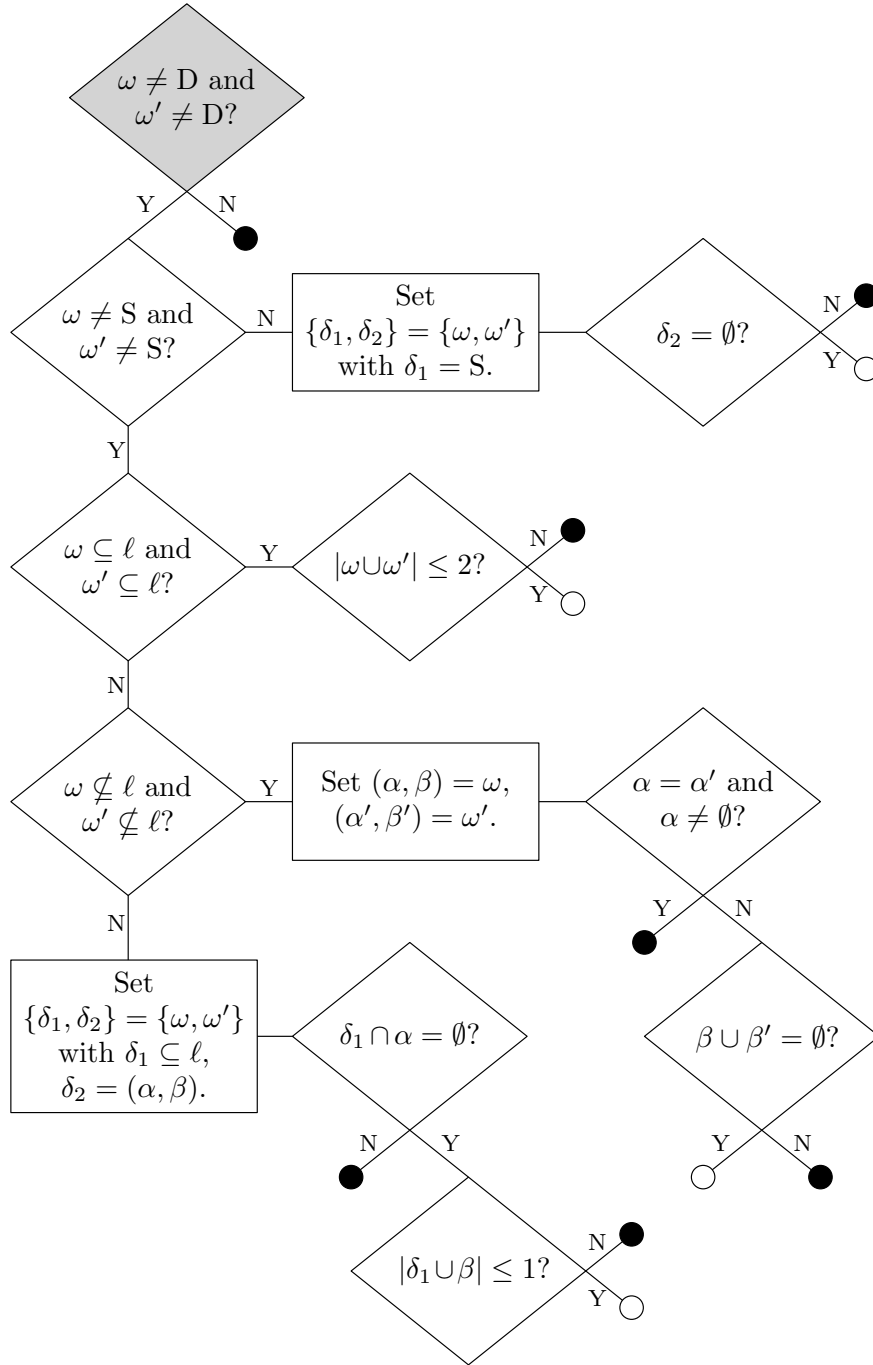 ω ≠ D and
ω′ ≠ D?
Y
N
ω ≠ S and
ω′ ≠ S?
N
Set
{δ₁, δ₂} = {ω, ω′}
with δ₁ = S.
δ₂ = ∅?
N
Y
Y
ω ⊆ ℓ and
ω′ ⊆ ℓ?
Y
|ω∪ω′| ≤ 2?
N
Y
N
ω ⊈ ℓ and
ω′ ⊈ ℓ?
Y
Set (α, β) = ω,
(α′, β′) = ω′.
α = α′ and
α ≠ ∅?
Y
N
N
Set
{δ₁, δ₂} = {ω, ω′}
with δ₁ ⊆ ℓ,
δ₂ = (α, β).
δ₁ ∩ α = ∅?
β ∪ β′ = ∅?
N
Y
Y
N
|δ₁ ∪ β| ≤ 1?
N
Y